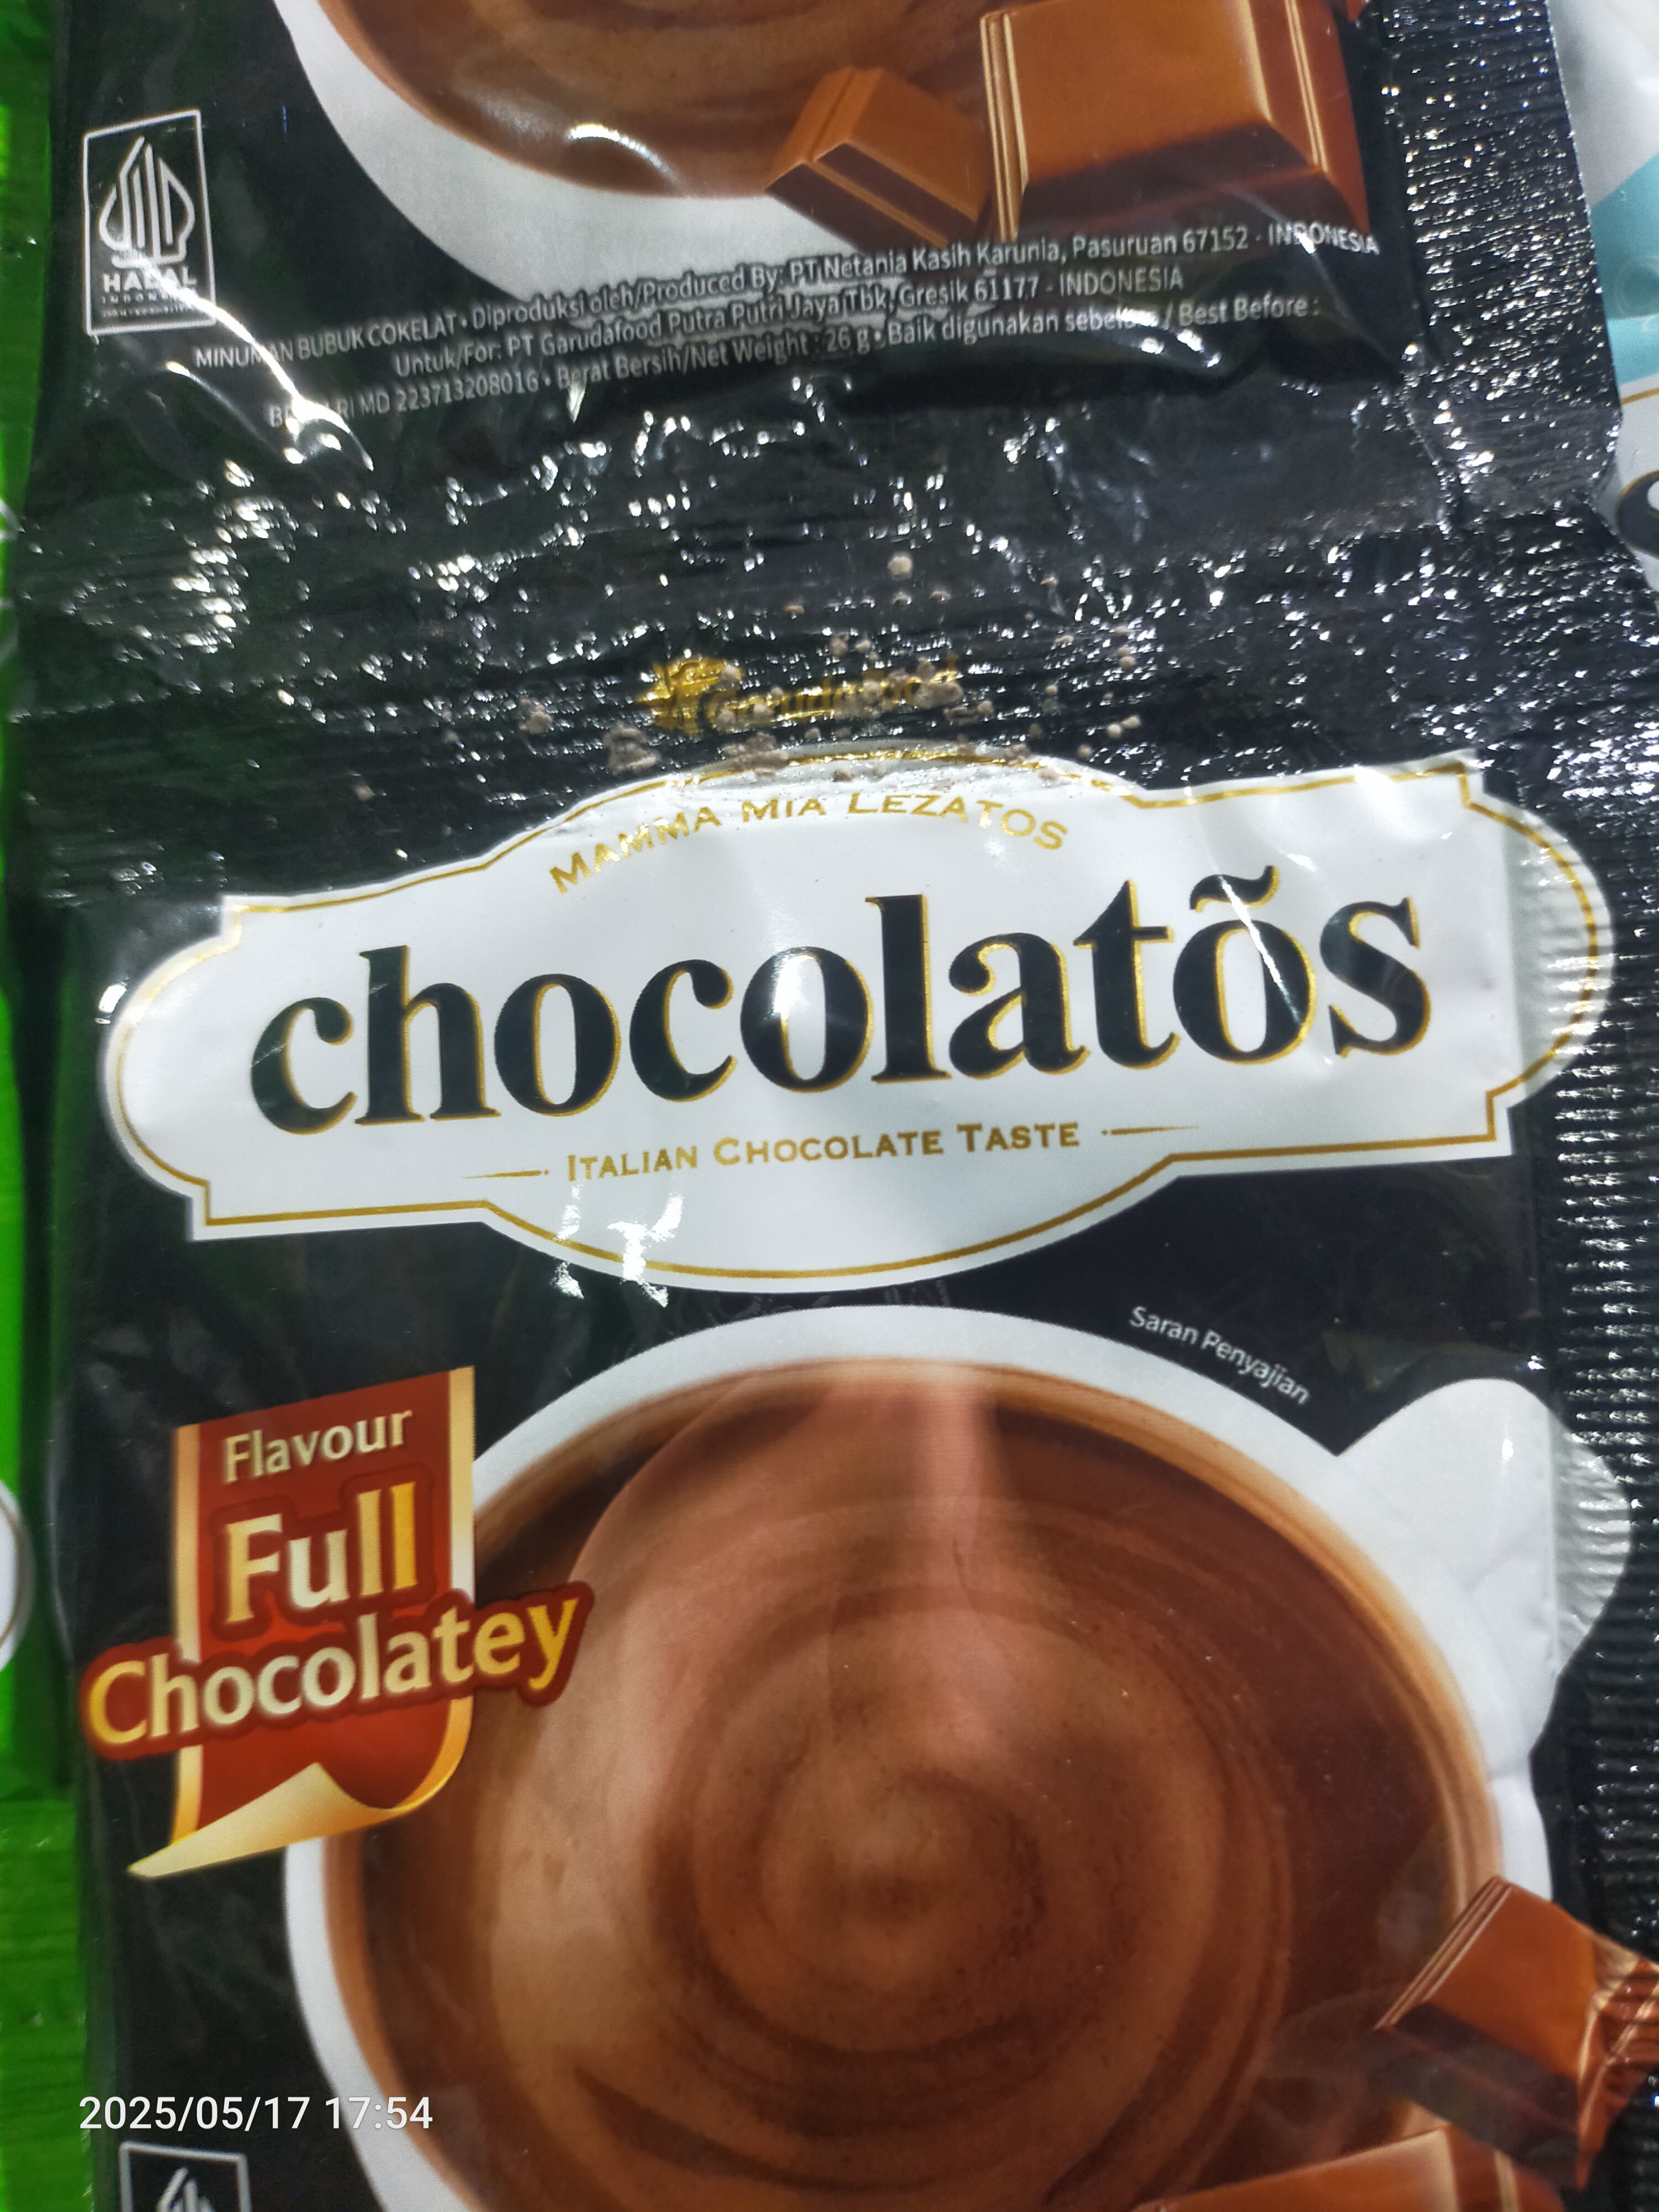 HALAL
INDONESIA
MINUMAN BUBUK COKELAT • Diproduksi oleh/Produced By: PT Netania Kasih Karunia, Pasuruan 67152 - INDONESIA
Untuk/For: PT Garudafood Putra Putri Jaya Tbk, Gresik 61177 - INDONESIA
RI MD 223713208016 • Berat Bersih/Net Weight : 26 g • Baik digunakan sebelum / Best Before :
Garudafood
MAMMA MIA LEZATOS
chocolatõs
ITALIAN CHOCOLATE TASTE
Saran Penyajian
Flavour
Full
Chocolatey
2025/05/17 17:54